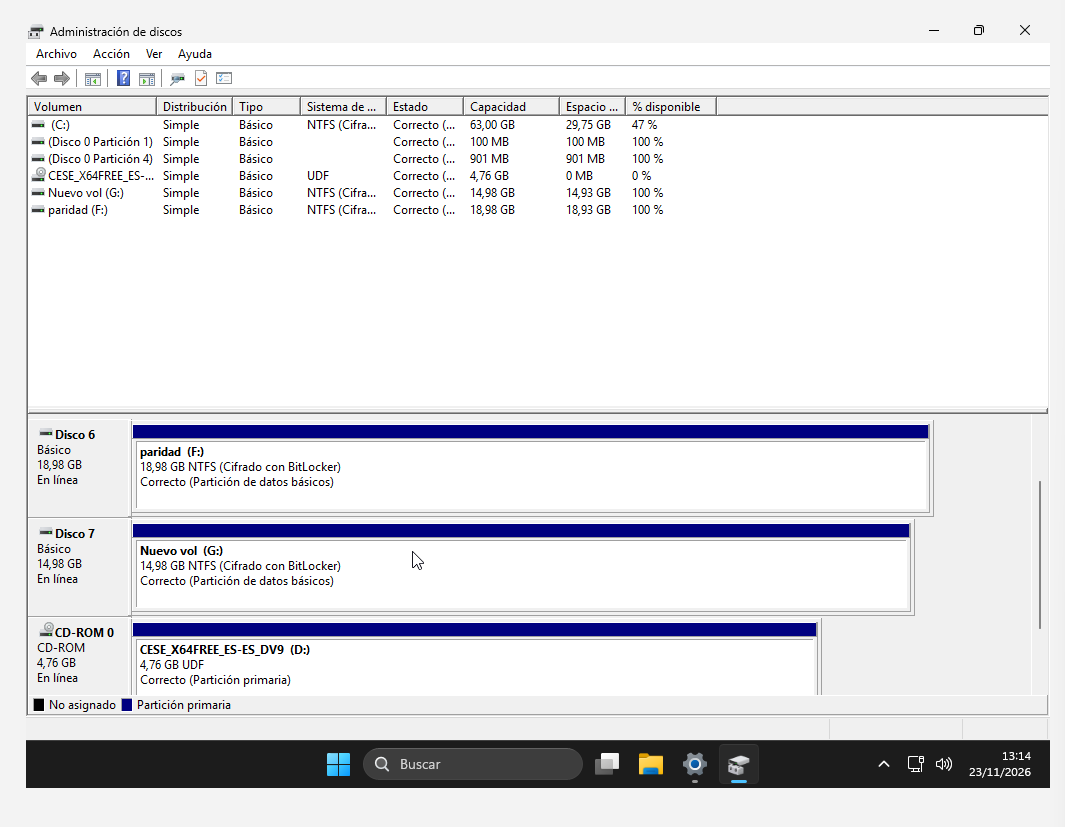 Administración de discos
Archivo Acción Ver Ayuda
Volumen Distribución Tipo Sistema de ... Estado Capacidad Espacio ... % disponible
(C:) Simple Básico NTFS (Cifra... Correcto (... 63,00 GB 29,75 GB 47 %
(Disco 0 Partición 1) Simple Básico Correcto (... 100 MB 100 MB 100 %
(Disco 0 Partición 4) Simple Básico Correcto (... 901 MB 901 MB 100 %
CESE_X64FREE_ES-... Simple Básico UDF Correcto (... 4,76 GB 0 MB 0 %
Nuevo vol (G:) Simple Básico NTFS (Cifra... Correcto (... 14,98 GB 14,93 GB 100 %
paridad (F:) Simple Básico NTFS (Cifra... Correcto (... 18,98 GB 18,93 GB 100 %
Disco 6
Básico
18,98 GB
En línea
paridad (F:)
18,98 GB NTFS (Cifrado con BitLocker)
Correcto (Partición de datos básicos)
Disco 7
Básico
14,98 GB
En línea
Nuevo vol (G:)
14,98 GB NTFS (Cifrado con BitLocker)
Correcto (Partición de datos básicos)
CD-ROM 0
CD-ROM
4,76 GB
En línea
CESE_X64FREE_ES-ES_DV9 (D:)
4,76 GB UDF
Correcto (Partición primaria)
No asignado Partición primaria
Buscar
13:14
23/11/2026